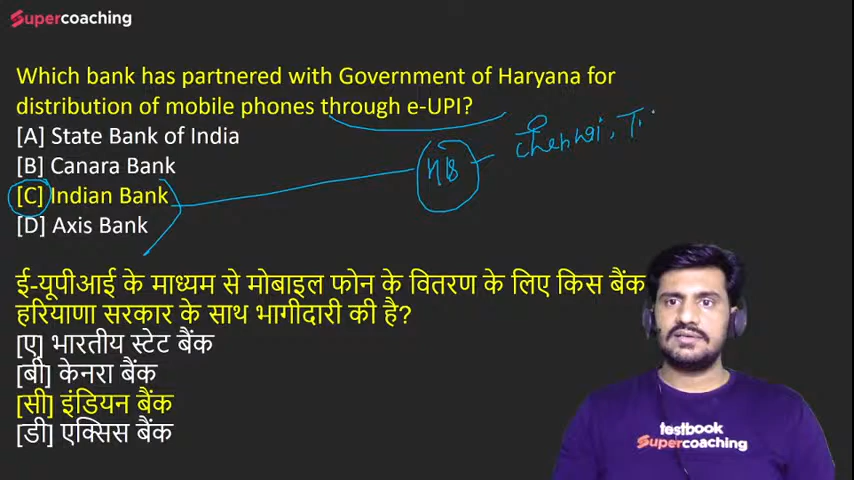 Supercoaching
Which bank has partnered with Government of Haryana for
distribution of mobile phones through e-UPI?
[A] State Bank of India
[B] Canara Bank
[C] Indian Bank
[D] Axis Bank
HB
Chennai, T.
ई-यूपीआई के माध्यम से मोबाइल फोन के वितरण के लिए किस बैंक
हरियाणा सरकार के साथ भागीदारी की है?
[ए] भारतीय स्टेट बैंक
[बी] केनरा बैंक
[सी] इंडियन बैंक
[डी] एक्सिस बैंक
testbook
Supercoaching